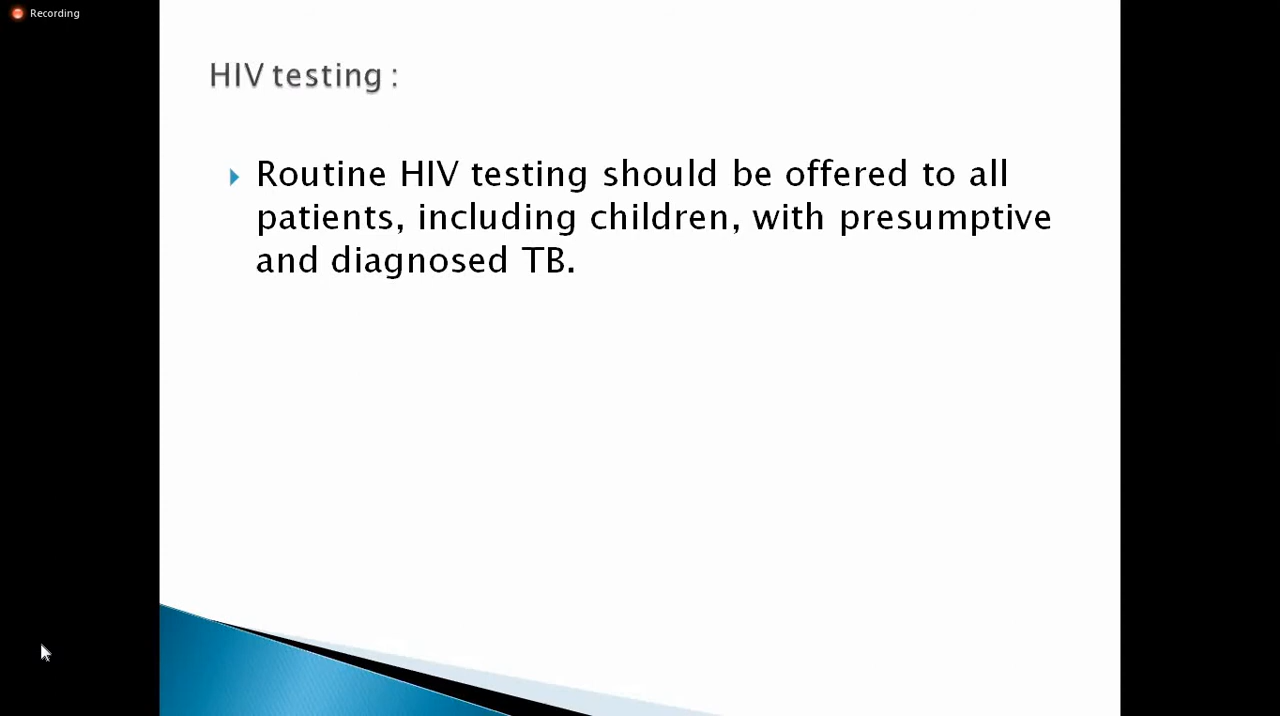 Recording
HIV testing :
Routine HIV testing should be offered to all
patients, including children, with presumptive
and diagnosed TB.